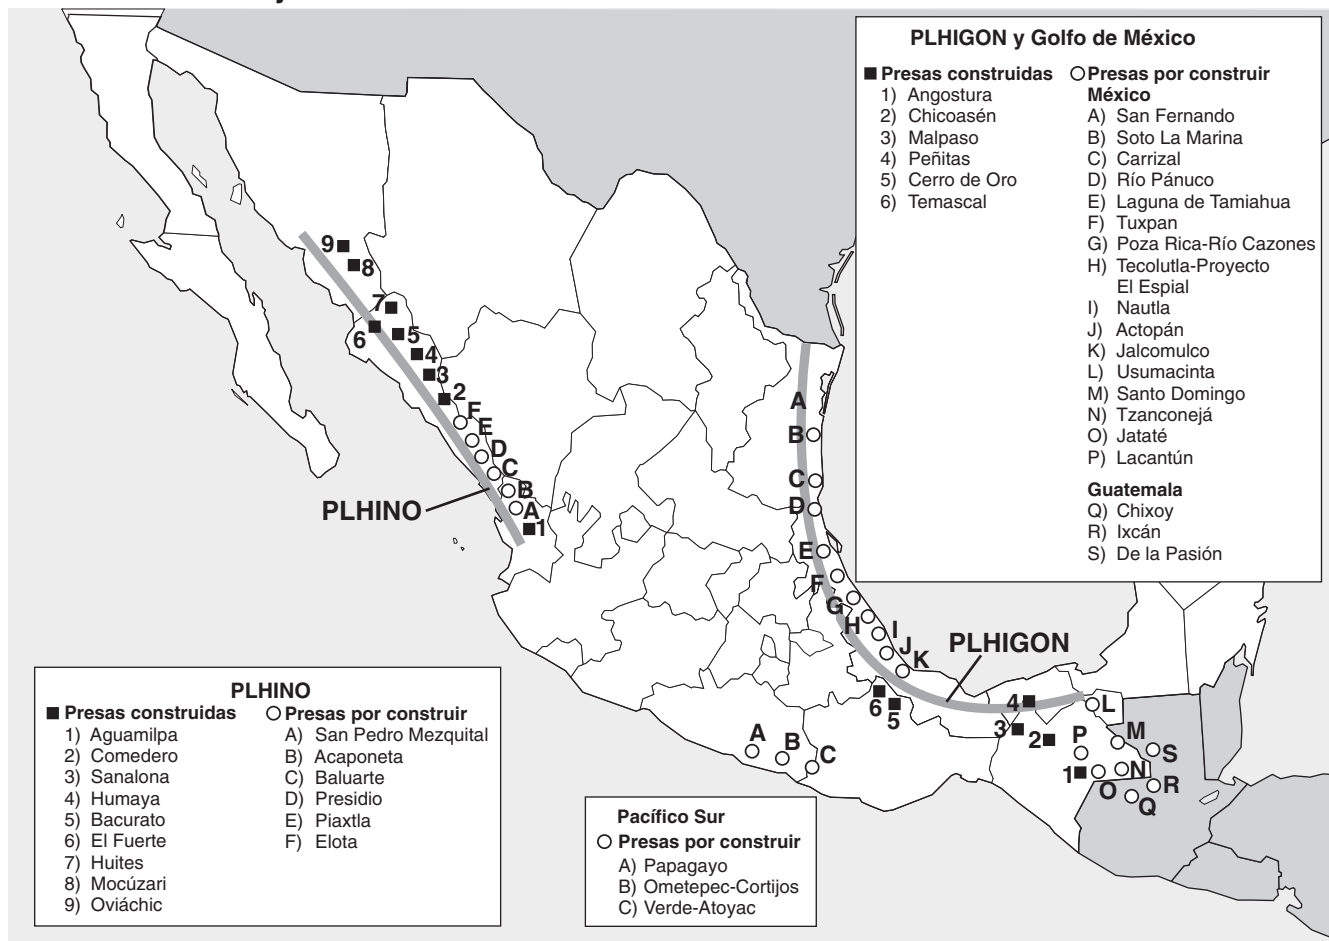 PLHIGON y Golfo de México
■ Presas construidas
1) Angostura
2) Chicoasén
3) Malpaso
4) Peñitas
5) Cerro de Oro
6) Temascal
○ Presas por construir
México
A) San Fernando
B) Soto La Marina
C) Carrizal
D) Río Pánuco
E) Laguna de Tamiahua
F) Tuxpan
G) Poza Rica-Río Cazones
H) Tecolutla-Proyecto
El Espial
I) Nautla
J) Actopán
K) Jalcomulco
L) Usumacinta
M) Santo Domingo
N) Tzanconejá
O) Jataté
P) Lacantún
Guatemala
Q) Chixoy
R) Ixcán
S) De la Pasión
9
8
7
6
5
4
3
2
F
E
D
C
B
A
1
PLHINO
A
B
C
D
E
F
G
H
I
J
K
PLHIGON
6
5
4
3
2
1
L
M
P
S
N
O
R
Q
A
B
C
PLHINO
■ Presas construidas
1) Aguamilpa
2) Comedero
3) Sanalona
4) Humaya
5) Bacurato
6) El Fuerte
7) Huites
8) Mocúzari
9) Oviáchic
○ Presas por construir
A) San Pedro Mezquital
B) Acaponeta
C) Baluarte
D) Presidio
E) Piaxtla
F) Elota
Pacífico Sur
○ Presas por construir
A) Papagayo
B) Ometepec-Cortijos
C) Verde-Atoyac